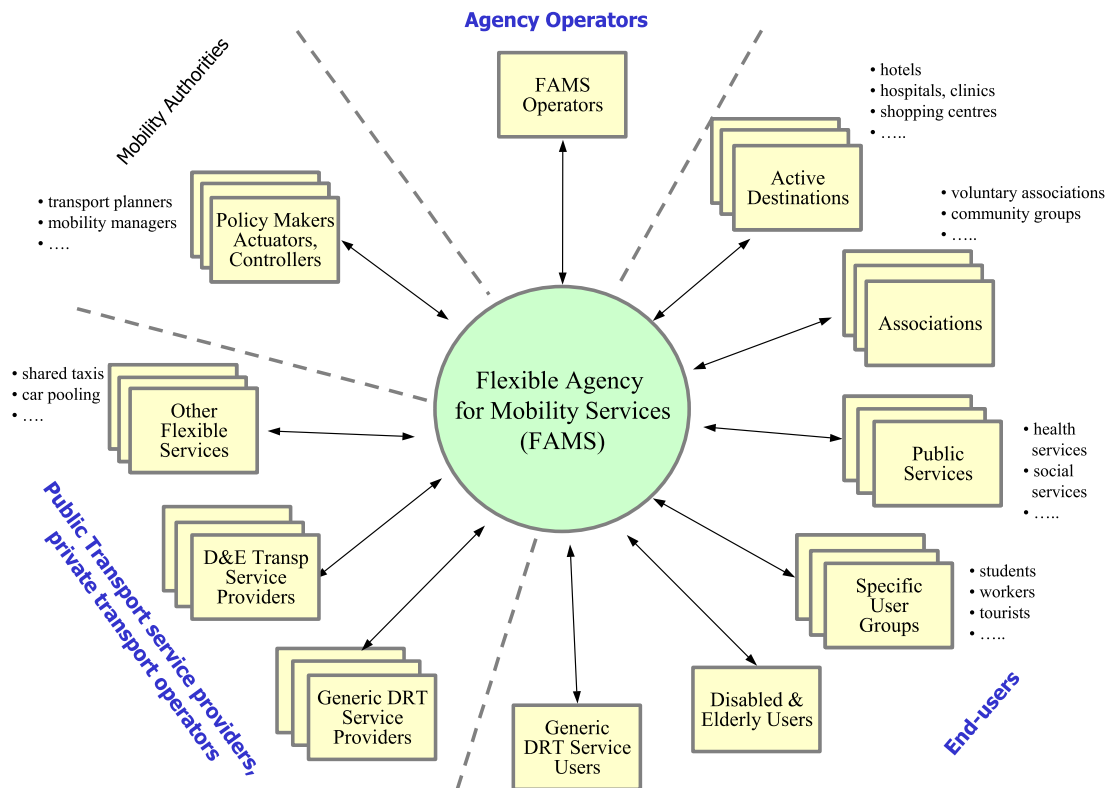 Agency Operators
Mobility Authorities
FAMS
Operators
• hotels
• hospitals, clinics
• shopping centres
• .....
Active
Destinations
• transport planners
• mobility managers
• ....
Policy Makers
Actuators,
Controllers
• voluntary associations
• community groups
• .....
Associations
Flexible Agency
for Mobility Services
(FAMS)
• shared taxis
• car pooling
• ....
Other
Flexible
Services
Public
Services
• health
services
• social
services
• .....
D&E Transp
Service
Providers
Specific
User
Groups
• students
• workers
• tourists
• .....
Public Transport service providers,
private transport operators
Generic DRT
Service
Providers
Generic
DRT Service
Users
Disabled &
Elderly Users
End-users